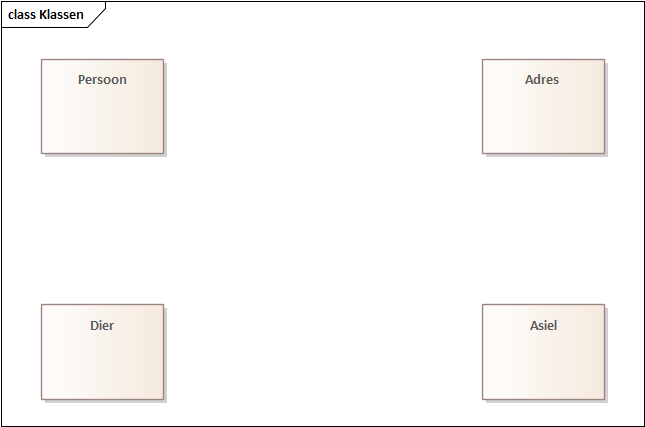 class Klassen
Persoon
Adres
Dier
Asiel